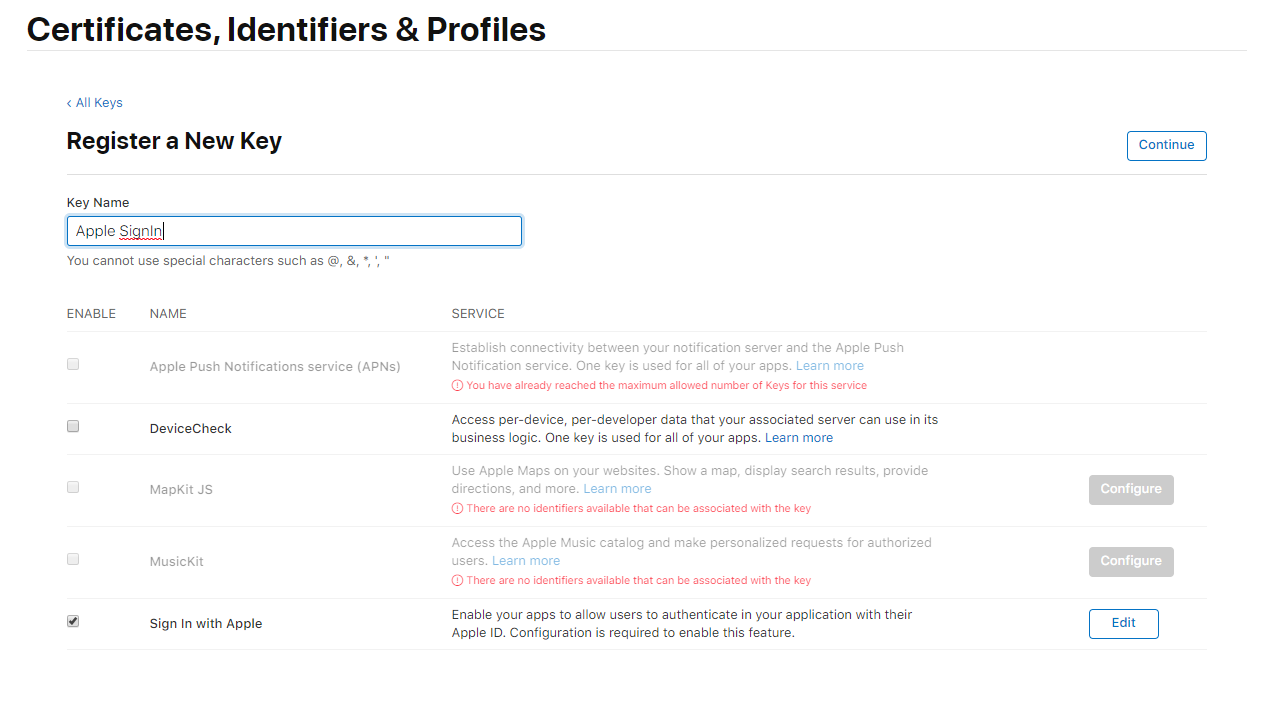 Certificates, Identifiers & Profiles
‹ All Keys
Register a New Key
Continue
Key Name
Apple SignIn
You cannot use special characters such as @, &, *, ', "
ENABLE NAME SERVICE
Apple Push Notifications service (APNs)
Establish connectivity between your notification server and the Apple Push
Notification service. One key is used for all of your apps. Learn more
You have already reached the maximum allowed number of Keys for this service
DeviceCheck
Access per-device, per-developer data that your associated server can use in its
business logic. One key is used for all of your apps. Learn more
MapKit JS
Use Apple Maps on your websites. Show a map, display search results, provide
directions, and more. Learn more
There are no identifiers available that can be associated with the key
Configure
MusicKit
Access the Apple Music catalog and make personalized requests for authorized
users. Learn more
There are no identifiers available that can be associated with the key
Configure
Sign In with Apple
Enable your apps to allow users to authenticate in your application with their
Apple ID. Configuration is required to enable this feature.
Edit